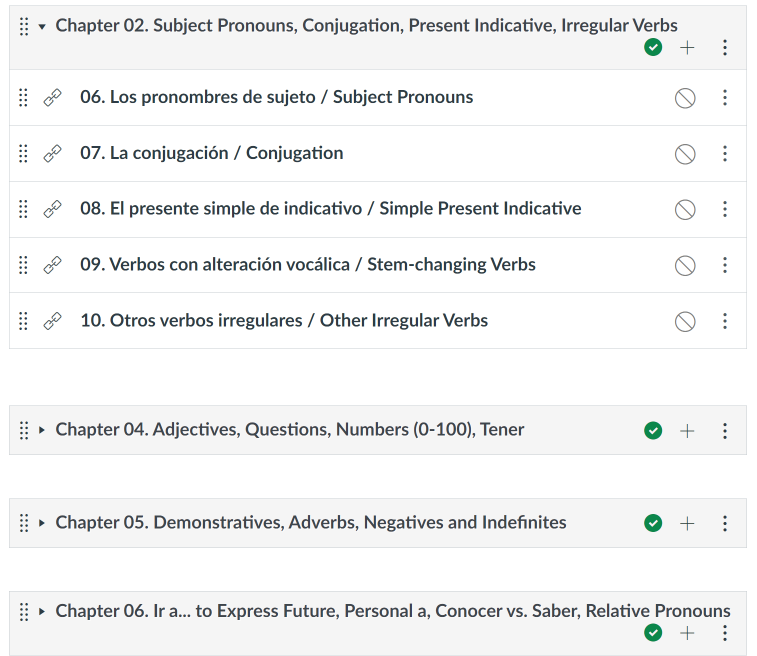 Chapter 02. Subject Pronouns, Conjugation, Present Indicative, Irregular Verbs
06. Los pronombres de sujeto / Subject Pronouns
07. La conjugación / Conjugation
08. El presente simple de indicativo / Simple Present Indicative
09. Verbos con alteración vocálica / Stem-changing Verbs
10. Otros verbos irregulares / Other Irregular Verbs
Chapter 04. Adjectives, Questions, Numbers (0-100), Tener
Chapter 05. Demonstratives, Adverbs, Negatives and Indefinites
Chapter 06. Ir a... to Express Future, Personal a, Conocer vs. Saber, Relative Pronouns